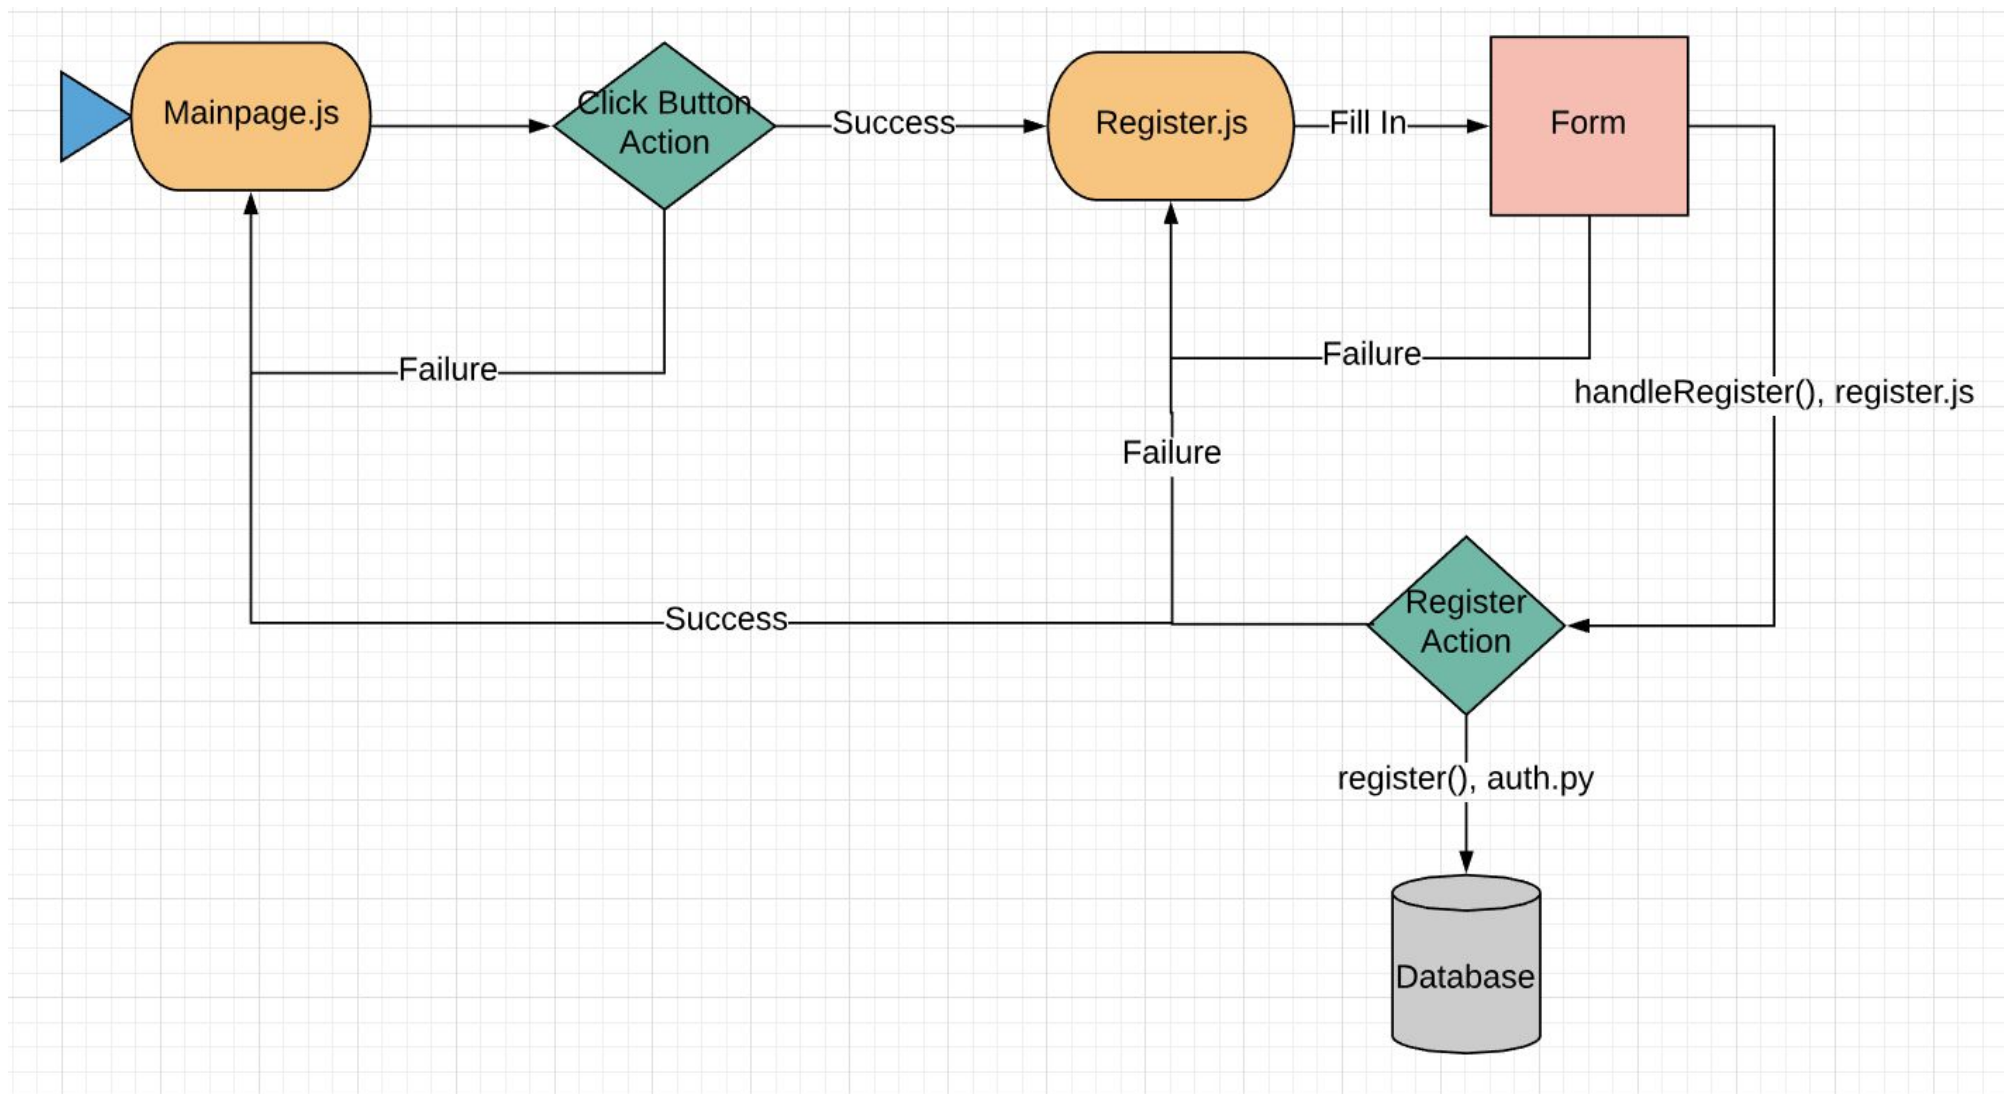 Mainpage.js
Click Button
Action
Success
Register.js
Fill In
Form
Failure
Failure
handleRegister(), register.js
Failure
Success
Register
Action
register(), auth.py
Database